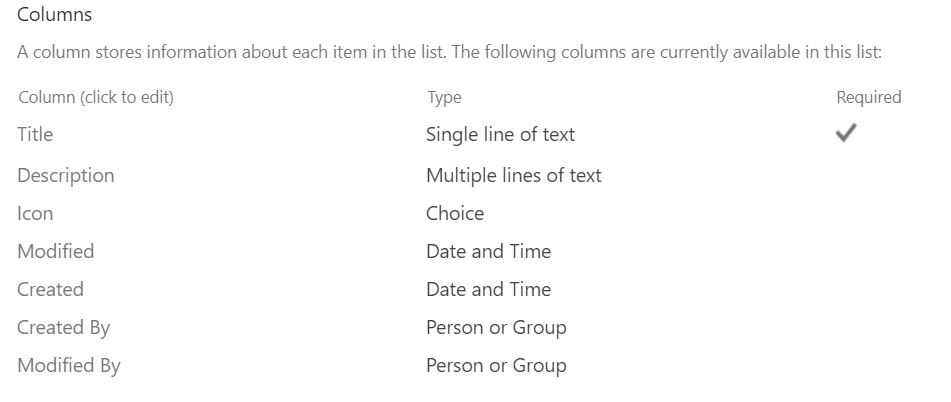 Columns
A column stores information about each item in the list. The following columns are currently available in this list:
Column (click to edit) Type Required
Title Single line of text
Description Multiple lines of text
Icon Choice
Modified Date and Time
Created Date and Time
Created By Person or Group
Modified By Person or Group